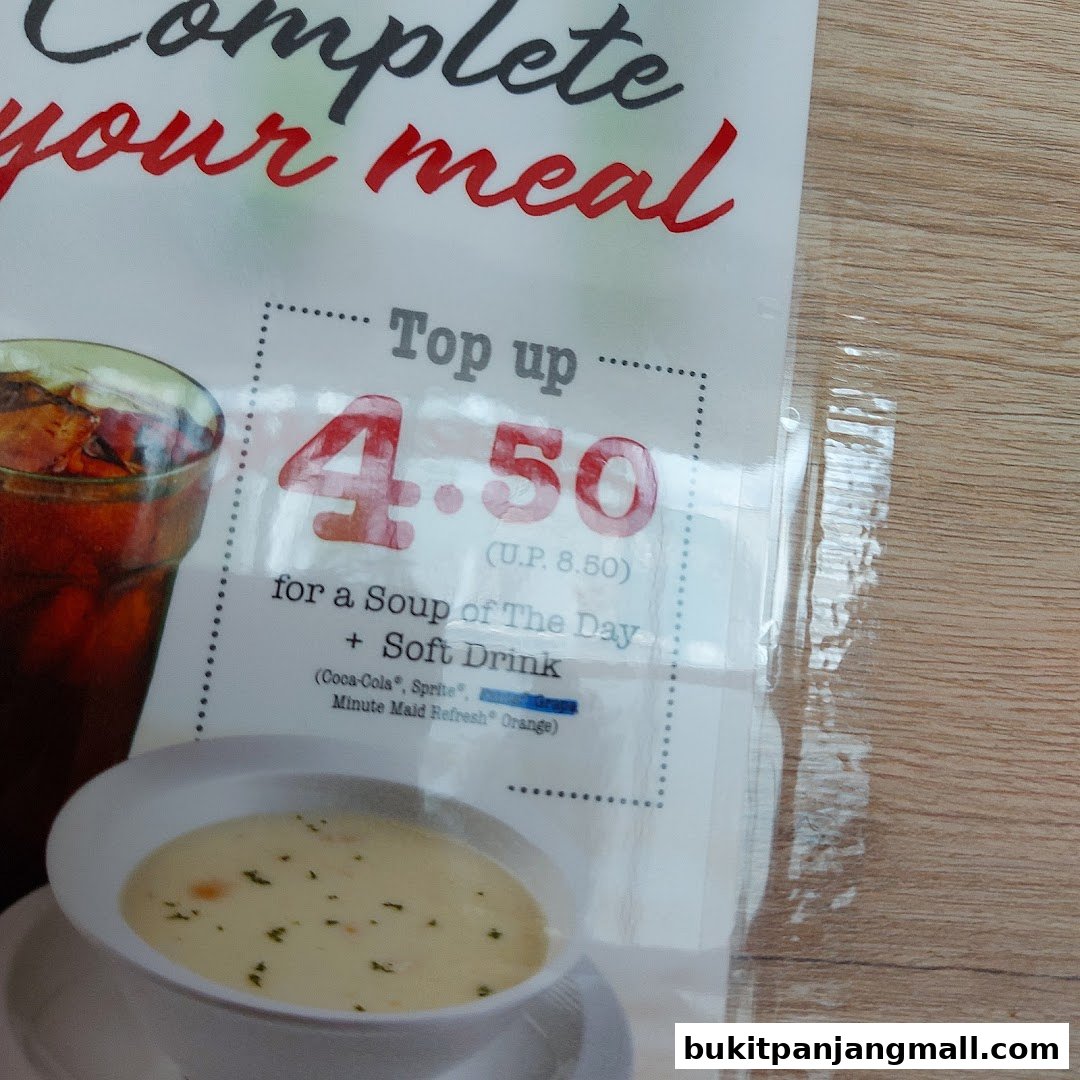 Complete
your meal
Top up
4.50
(U.P. 8.50)
for a Soup of The Day
+ Soft Drink
(Coca-Cola®, Sprite®, Grape
Minute Maid Refresh® Orange)
bukitpanjangmall.com